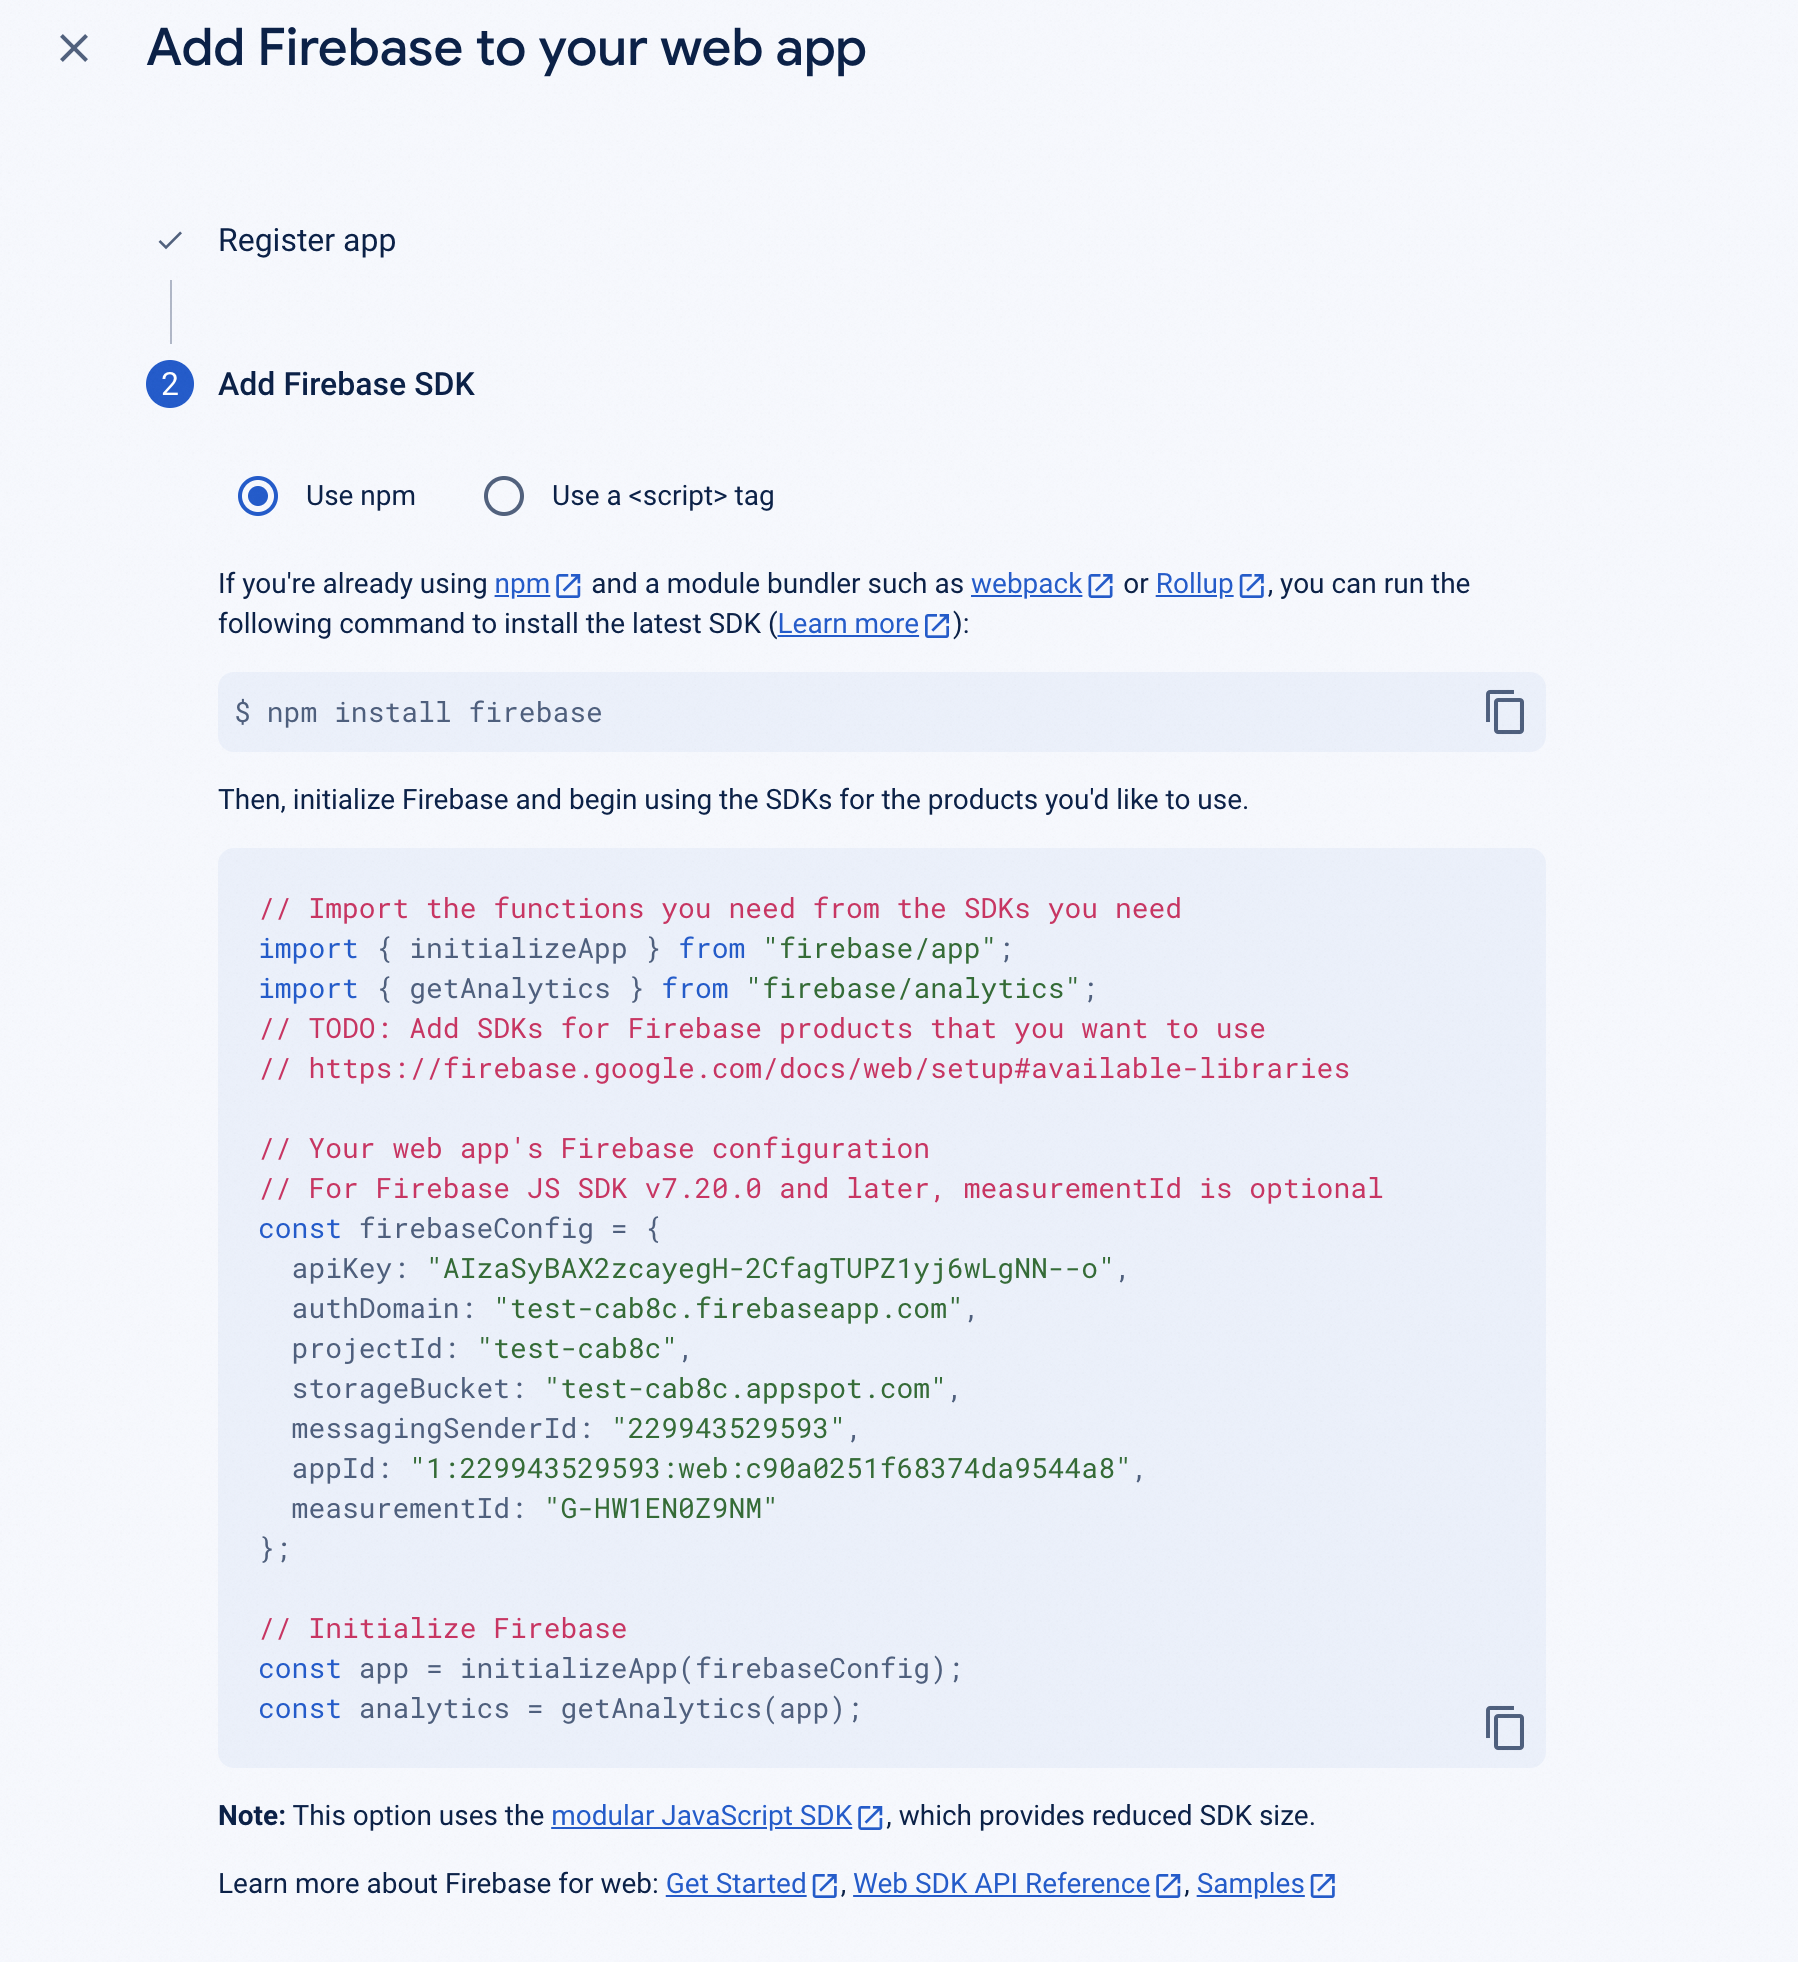 Add Firebase to your web app
Register app
2 Add Firebase SDK
Use npm Use a <script> tag
If you're already using npm and a module bundler such as webpack or Rollup, you can run the
following command to install the latest SDK (Learn more):
$ npm install firebase
Then, initialize Firebase and begin using the SDKs for the products you'd like to use.
// Import the functions you need from the SDKs you need
import { initializeApp } from "firebase/app";
import { getAnalytics } from "firebase/analytics";
// TODO: Add SDKs for Firebase products that you want to use
// https://firebase.google.com/docs/web/setup#available-libraries
// Your web app's Firebase configuration
// For Firebase JS SDK v7.20.0 and later, measurementId is optional
const firebaseConfig = {
  apiKey: "AIzaSyBAX2zcayegH-2CfagTUPZ1yj6wLgNN--o",
  authDomain: "test-cab8c.firebaseapp.com",
  projectId: "test-cab8c",
  storageBucket: "test-cab8c.appspot.com",
  messagingSenderId: "229943529593",
  appId: "1:229943529593:web:c90a0251f68374da9544a8",
  measurementId: "G-HW1EN0Z9NM"
};
// Initialize Firebase
const app = initializeApp(firebaseConfig);
const analytics = getAnalytics(app);
Note: This option uses the modular JavaScript SDK, which provides reduced SDK size.
Learn more about Firebase for web: Get Started, Web SDK API Reference, Samples